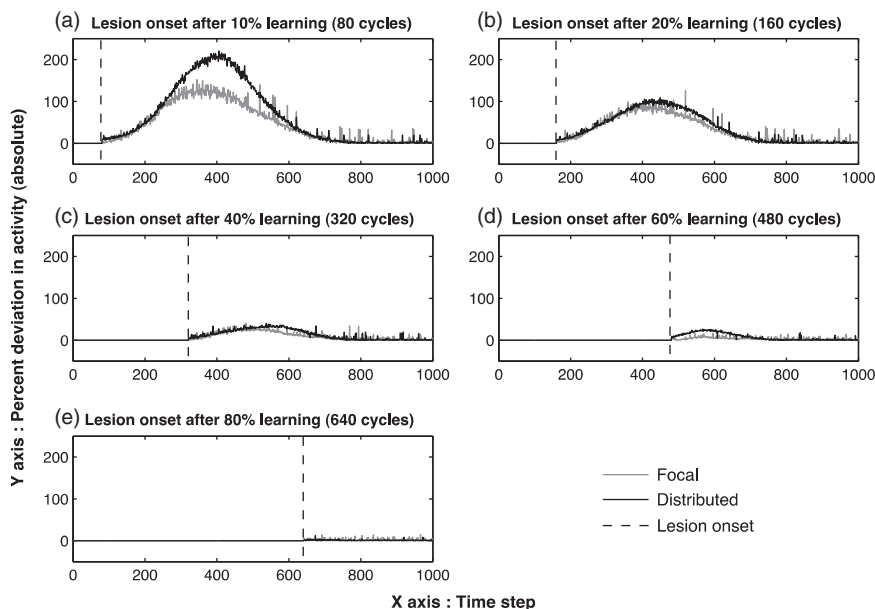 (a) Lesion onset after 10% learning (80 cycles)
200
100
0
0 200 400 600 800 1000
(b) Lesion onset after 20% learning (160 cycles)
200
100
0
0 200 400 600 800 1000
(c) Lesion onset after 40% learning (320 cycles)
200
100
0
0 200 400 600 800 1000
(d) Lesion onset after 60% learning (480 cycles)
200
100
0
0 200 400 600 800 1000
(e) Lesion onset after 80% learning (640 cycles)
200
100
0
0 200 400 600 800 1000
Focal
Distributed
Lesion onset
Y axis : Percent deviation in activity (absolute)
X axis : Time step